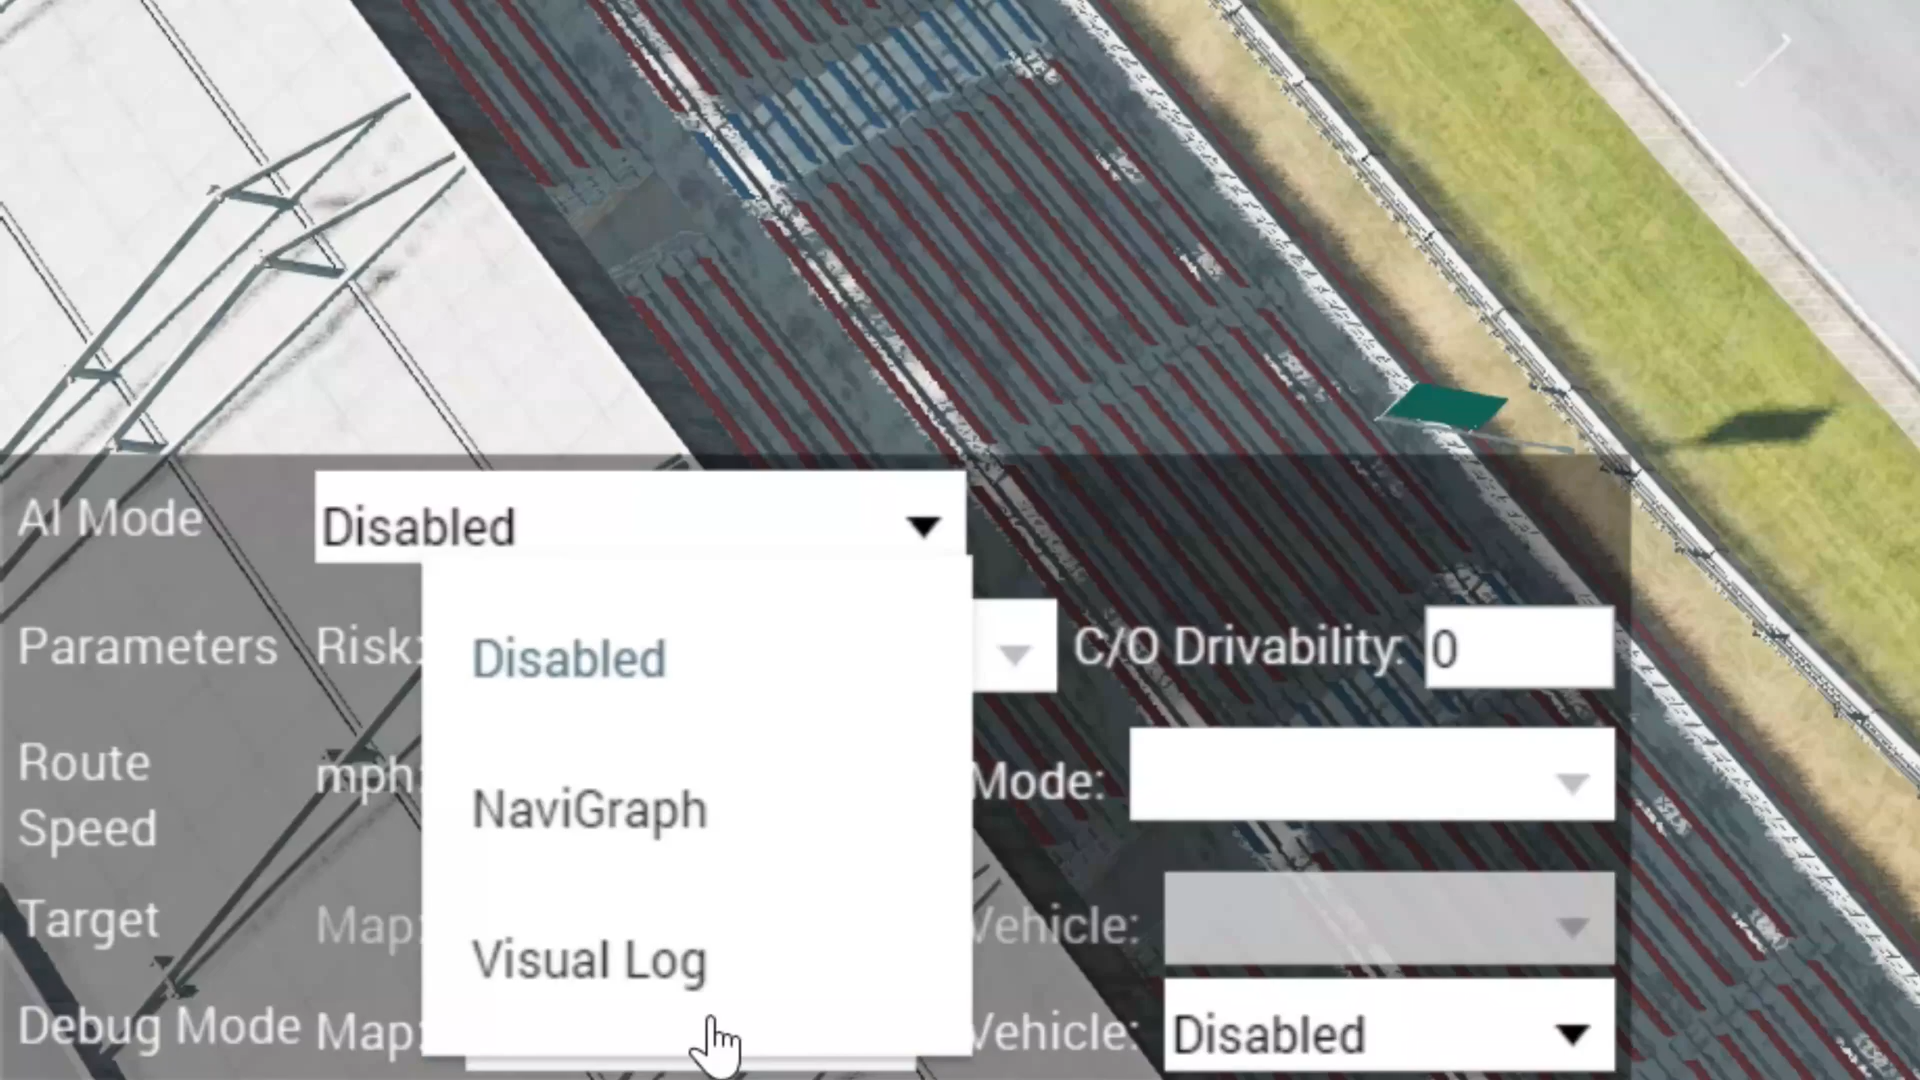 AI Mode Disabled
Disabled
Parameters Risk: C/O Drivability: 0
Route
Speed mph: NaviGraph Mode:
Target Map: Visual Log Vehicle:
Debug Mode Map: Vehicle: Disabled